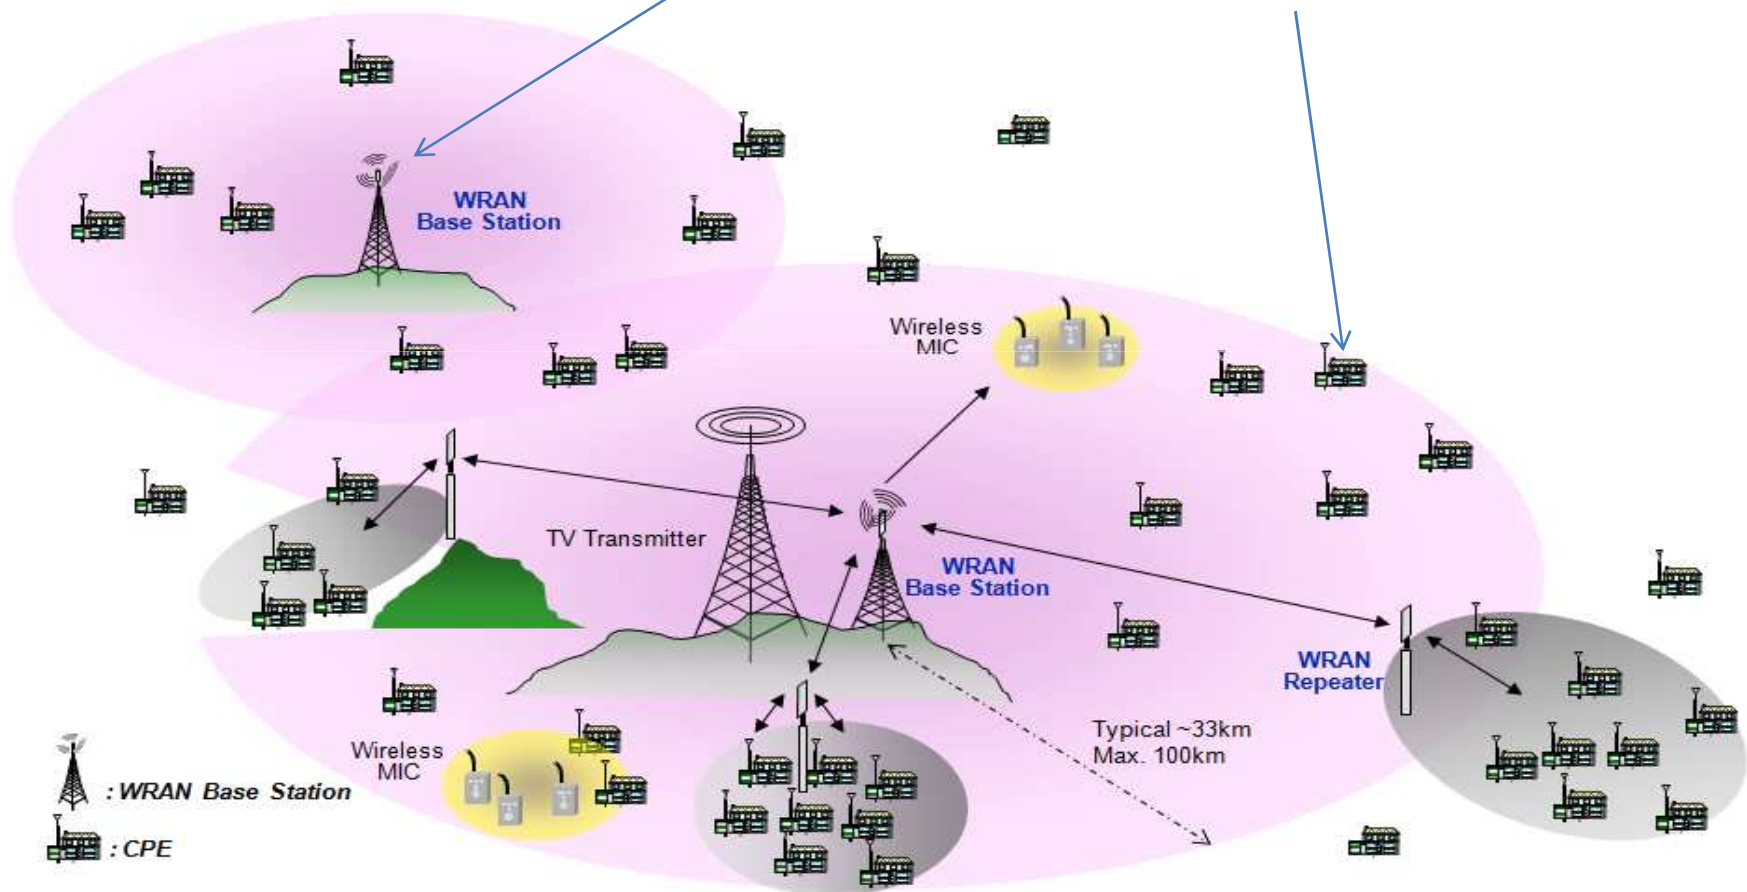 WRAN
Base Station
Wireless
MIC
TV Transmitter
WRAN
Base Station
WRAN
Repeater
Typical ~33km
Max. 100km
Wireless
MIC
: WRAN Base Station
: CPE